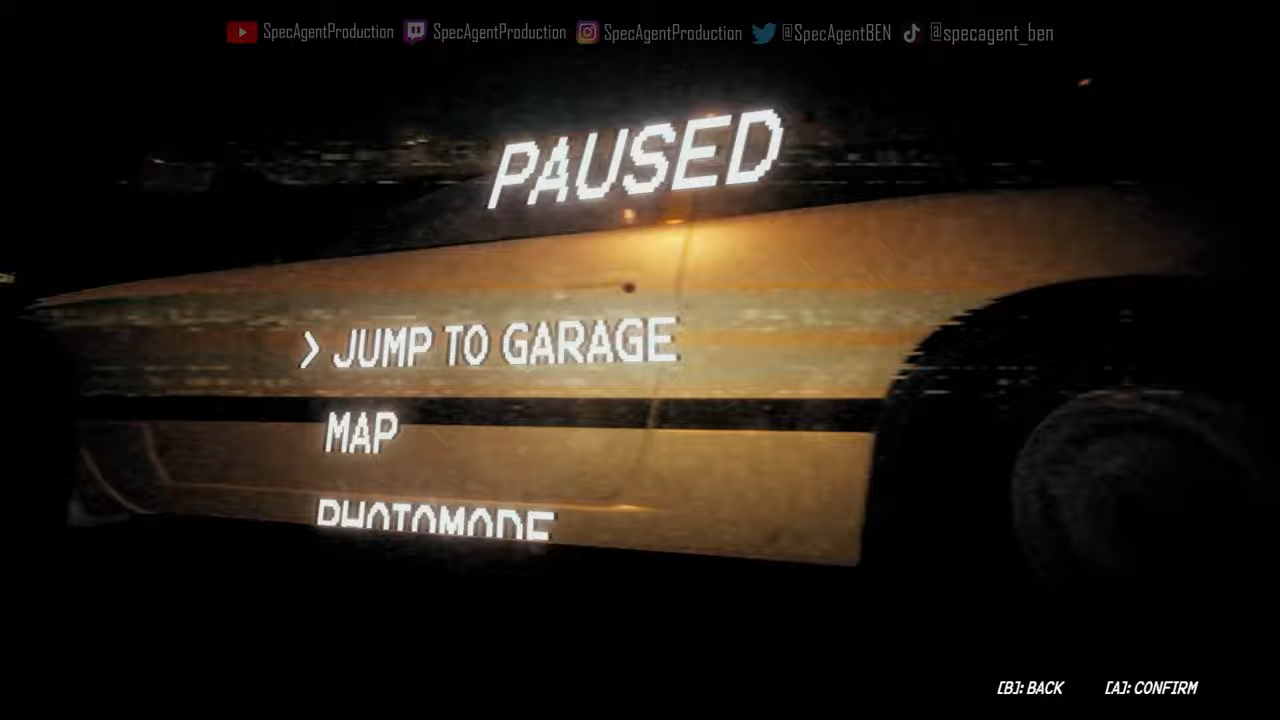 SpecAgentProduction SpecAgentProduction SpecAgentProduction @SpecAgentBEN @specagent_ben
PAUSED
> JUMP TO GARAGE
MAP
PHOTOMODE
[B]: BACK [A]: CONFIRM